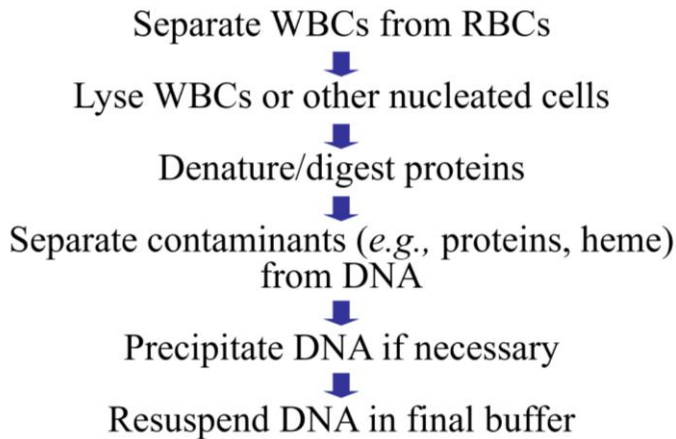 Separate WBCs from RBCs
Lyse WBCs or other nucleated cells
Denature/digest proteins
Separate contaminants (e.g., proteins, heme)
from DNA
Precipitate DNA if necessary
Resuspend DNA in final buffer